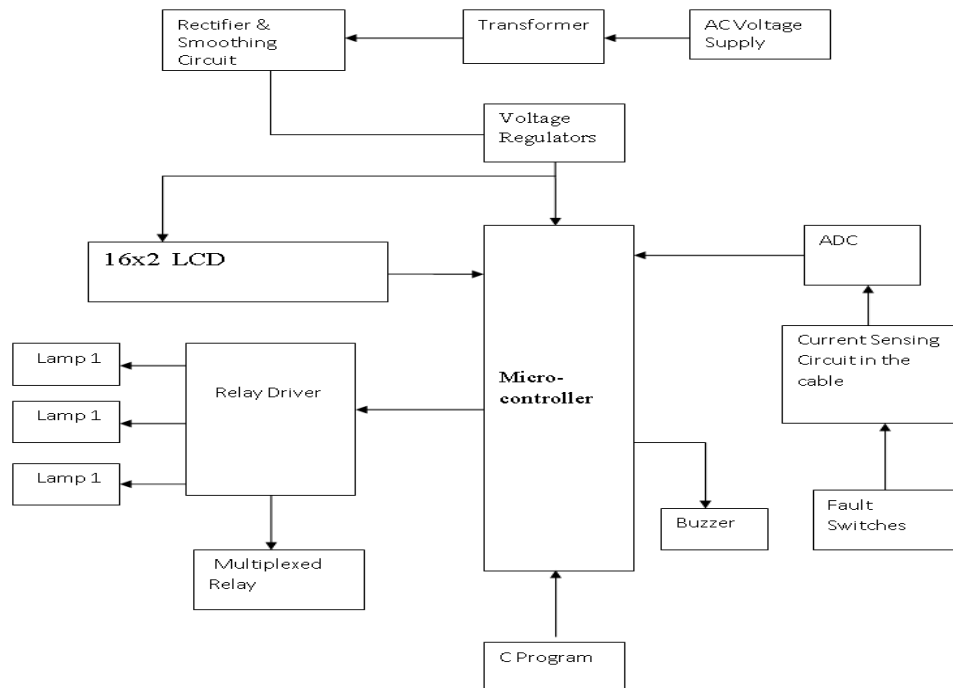 Rectifier &
Smoothing
Circuit
Transformer
AC Voltage
Supply
Voltage
Regulators
16x2 LCD
ADC
Lamp 1
Lamp 1
Lamp 1
Relay Driver
Micro-
controller
Current Sensing
Circuit in the
cable
Buzzer
Fault
Switches
Multiplexed
Relay
C Program